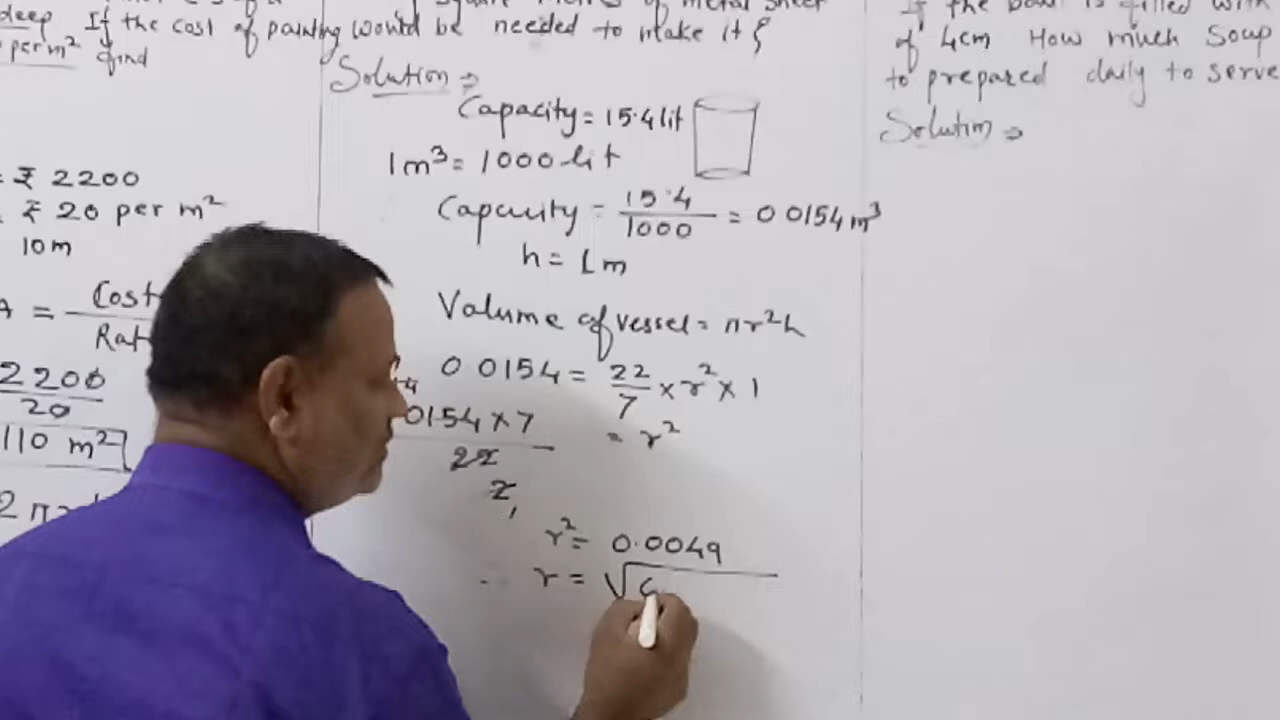 deep If the cost of painting
per m² find
= ₹ 2200
₹ 20 per m²
10m
A = Cost
Rat
2200
20
110 m²
2 π
square metres of metal sheet
would be needed to make it ?
Solution ⇒
Capacity = 15.4 lit
1m³ = 1000 lit
Capacity = 15.4 / 1000 = 0.0154 m³
h = 1m
Volume of vessel = πr²h
0.0154 = 22/7 × r² × 1
0154 × 7 / 22 = r²
2
1
r² = 0.0049
r = √
If the bowl is filled with
of 4cm How much Soup
to prepared daily to serve
Solution ⇒